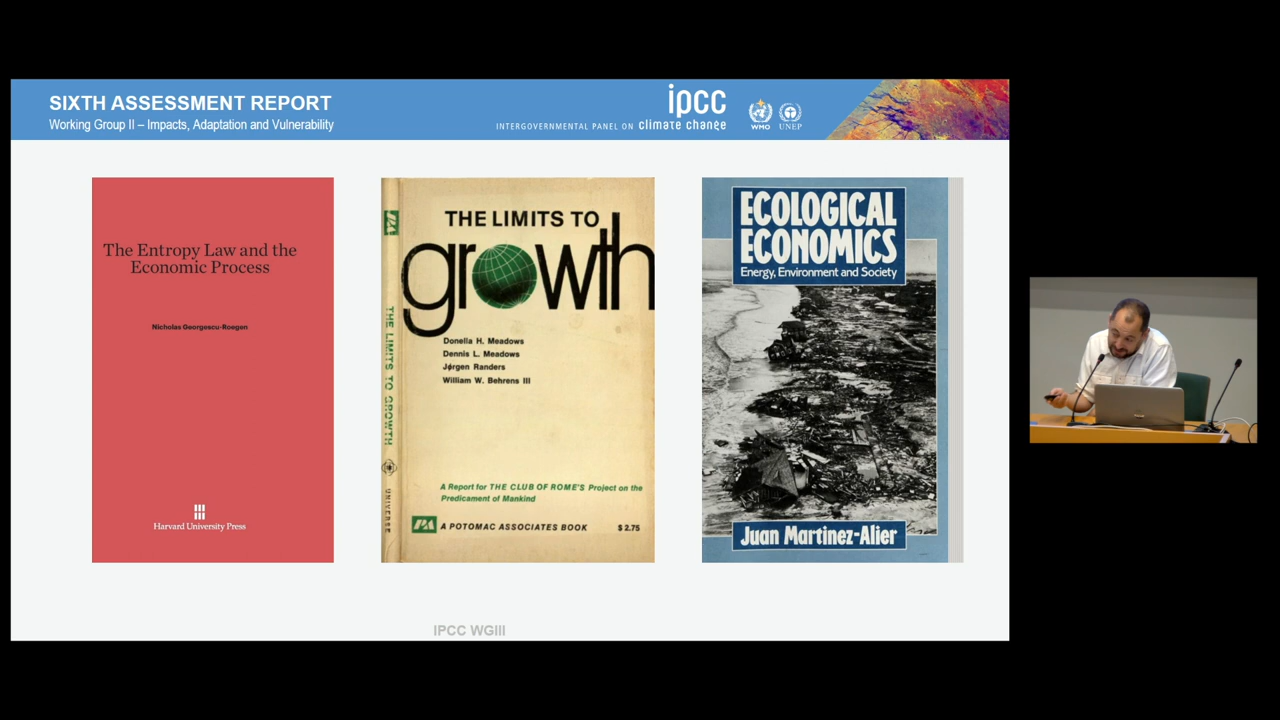 SIXTH ASSESSMENT REPORT
Working Group II – Impacts, Adaptation and Vulnerability
ipcc
INTERGOVERNMENTAL PANEL ON climate change
WMO
UNEP
The Entropy Law and the
Economic Process
Nicholas Georgescu-Roegen
Harvard University Press
THE LIMITS TO GROWTH
UNIVERSE
THE LIMITS TO
growth
Donella H. Meadows
Dennis L. Meadows
Jørgen Randers
William W. Behrens III
A Report for THE CLUB OF ROME'S Project on the
Predicament of Mankind
A POTOMAC ASSOCIATES BOOK
$2.75
ECOLOGICAL
ECONOMICS
Energy, Environment and Society
Juan Martinez-Alier
IPCC WGIII